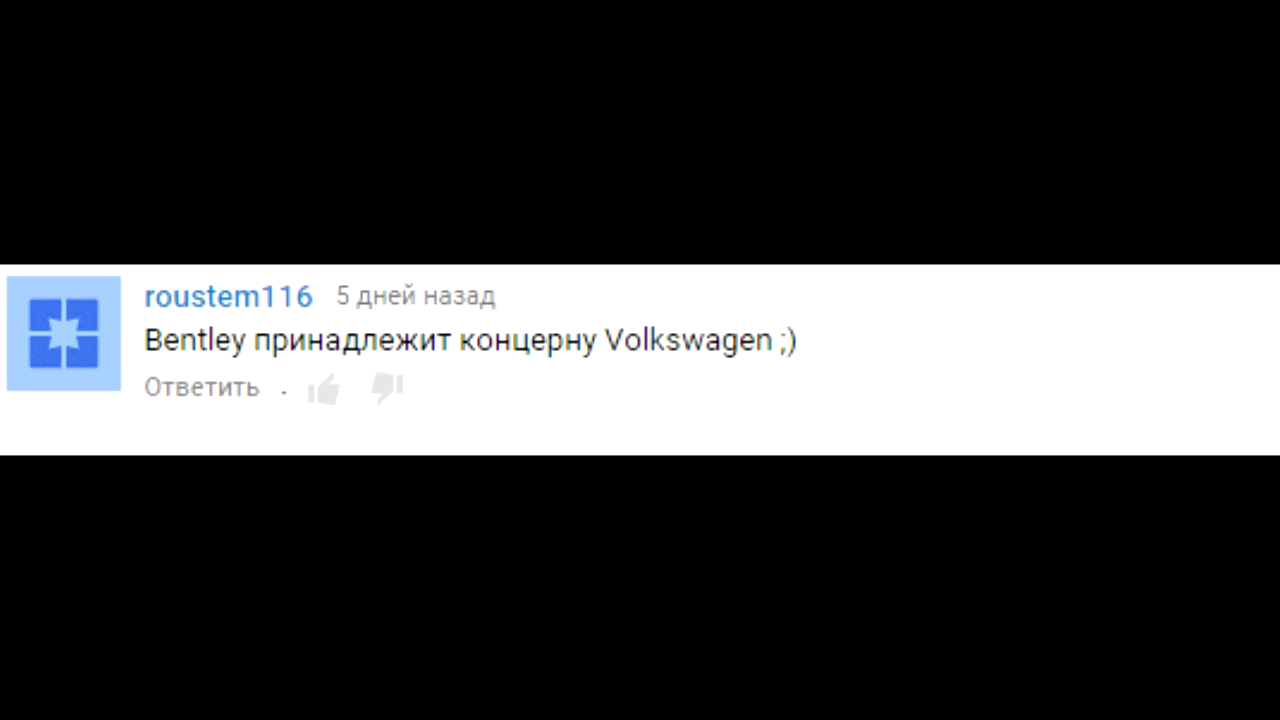 roustem116 5 дней назад
Bentley принадлежит концерну Volkswagen ;)
Ответить .